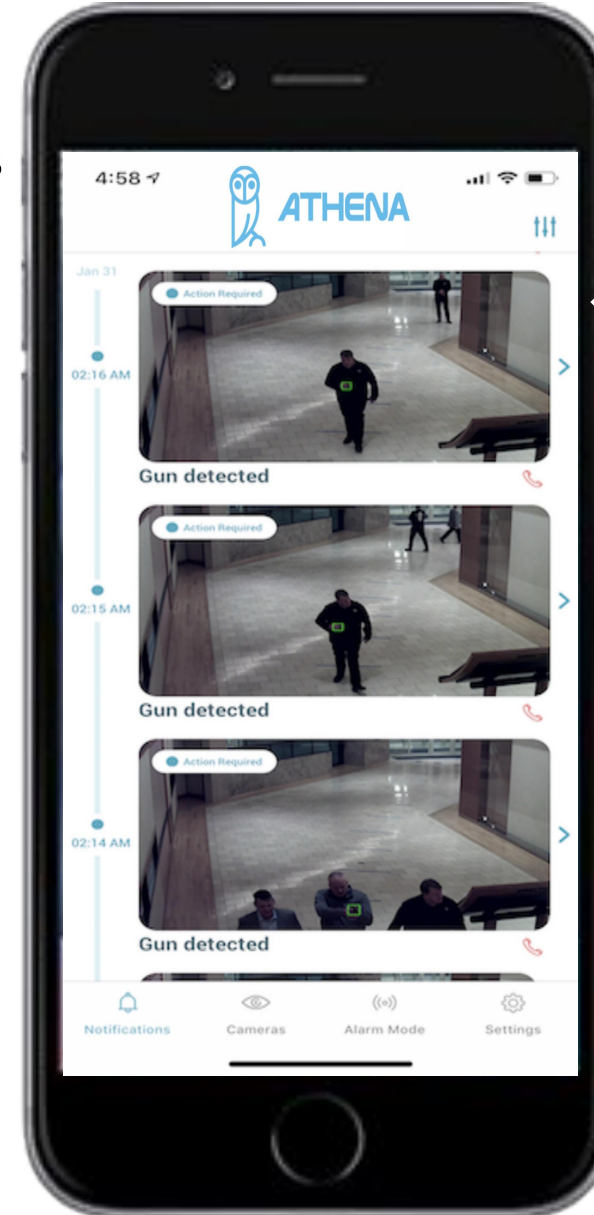 4:58
ATHENA
Jan 31
Action Required
02:16 AM
Gun detected
Action Required
02:15 AM
Gun detected
Action Required
02:14 AM
Gun detected
Notifications
Cameras
Alarm Mode
Settings